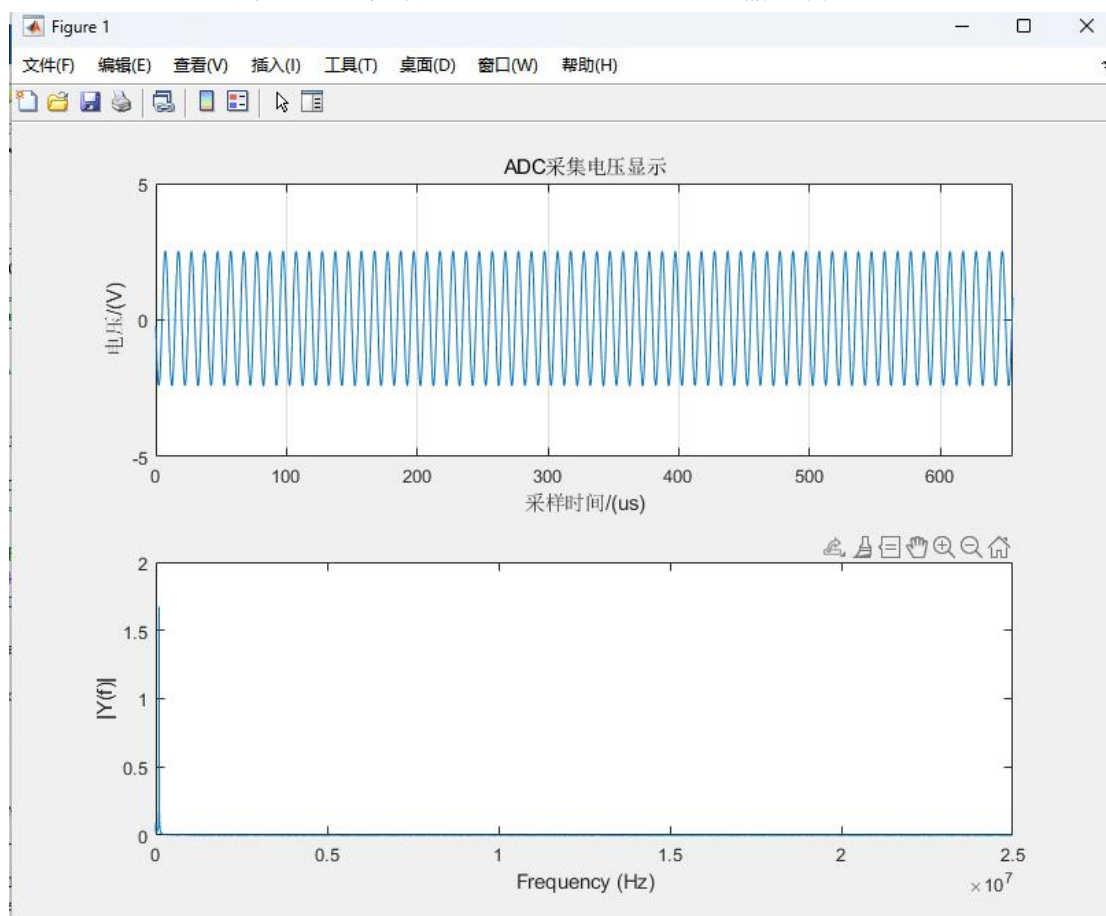 Figure 1
文件(F) 编辑(E) 查看(V) 插入(I) 工具(T) 桌面(D) 窗口(W) 帮助(H)
ADC采集电压显示
5
0
-5
电压/(V)
0 100 200 300 400 500 600
采样时间/(us)
2
1.5
1
0.5
0
|Y(f)|
0 0.5 1 1.5 2 2.5
Frequency (Hz)
×10^7